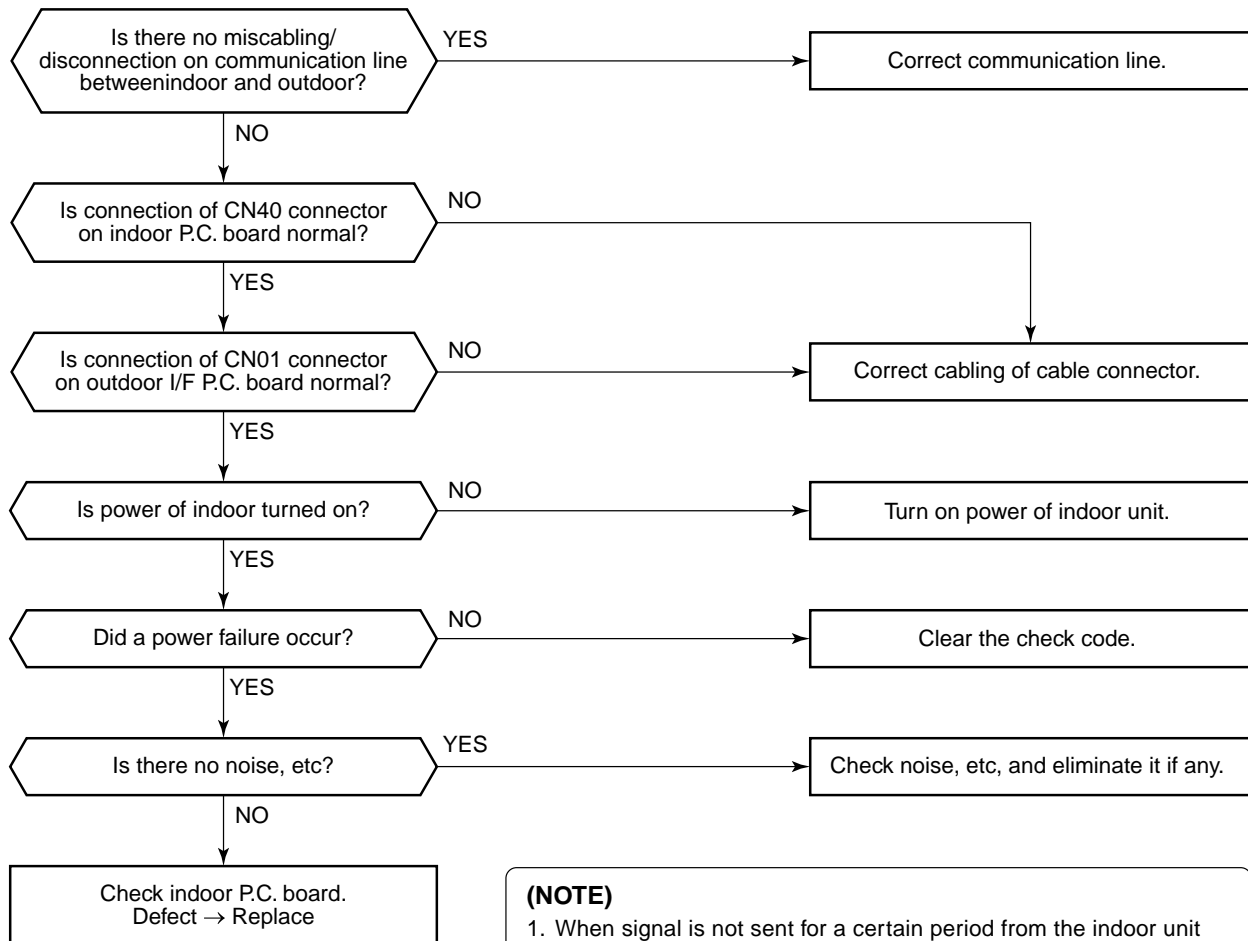 Is there no miscabling/
disconnection on communication line
betweenindoor and outdoor?
YES
Correct communication line.
NO
Is connection of CN40 connector
on indoor P.C. board normal?
NO
YES
Is connection of CN01 connector
on outdoor I/F P.C. board normal?
NO
Correct cabling of cable connector.
YES
Is power of indoor turned on?
NO
Turn on power of indoor unit.
YES
Did a power failure occur?
NO
Clear the check code.
YES
Is there no noise, etc?
YES
Check noise, etc, and eliminate it if any.
NO
Check indoor P.C. board.
Defect → Replace
(NOTE)
1. When signal is not sent for a certain period from the indoor unit